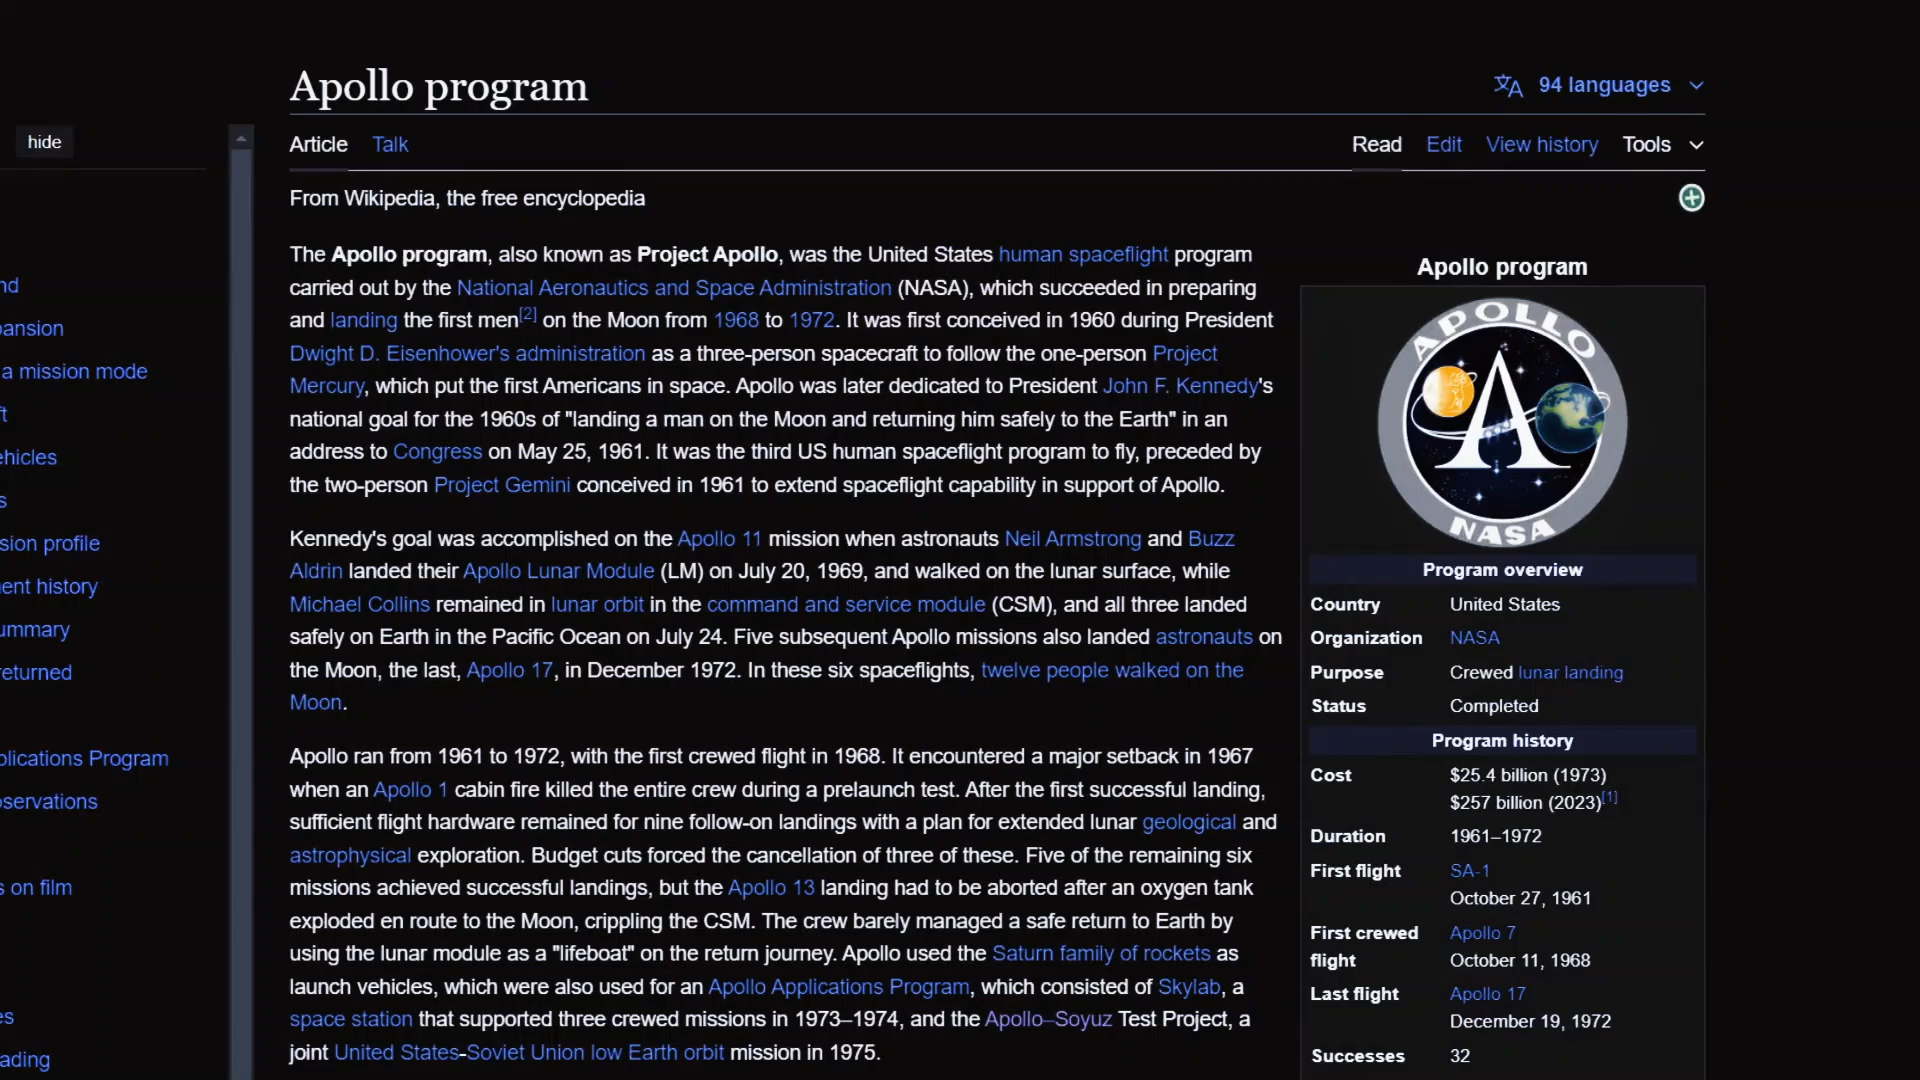 Apollo program
94 languages
hide
Article Talk
Read Edit View history Tools
From Wikipedia, the free encyclopedia
The Apollo program, also known as Project Apollo, was the United States human spaceflight program
carried out by the National Aeronautics and Space Administration (NASA), which succeeded in preparing
and landing the first men[2] on the Moon from 1968 to 1972. It was first conceived in 1960 during President
Dwight D. Eisenhower's administration as a three-person spacecraft to follow the one-person Project
Mercury, which put the first Americans in space. Apollo was later dedicated to President John F. Kennedy's
national goal for the 1960s of "landing a man on the Moon and returning him safely to the Earth" in an
address to Congress on May 25, 1961. It was the third US human spaceflight program to fly, preceded by
the two-person Project Gemini conceived in 1961 to extend spaceflight capability in support of Apollo.
Kennedy's goal was accomplished on the Apollo 11 mission when astronauts Neil Armstrong and Buzz
Aldrin landed their Apollo Lunar Module (LM) on July 20, 1969, and walked on the lunar surface, while
Michael Collins remained in lunar orbit in the command and service module (CSM), and all three landed
safely on Earth in the Pacific Ocean on July 24. Five subsequent Apollo missions also landed astronauts on
the Moon, the last, Apollo 17, in December 1972. In these six spaceflights, twelve people walked on the
Moon.
Apollo ran from 1961 to 1972, with the first crewed flight in 1968. It encountered a major setback in 1967
when an Apollo 1 cabin fire killed the entire crew during a prelaunch test. After the first successful landing,
sufficient flight hardware remained for nine follow-on landings with a plan for extended lunar geological and
astrophysical exploration. Budget cuts forced the cancellation of three of these. Five of the remaining six
missions achieved successful landings, but the Apollo 13 landing had to be aborted after an oxygen tank
exploded en route to the Moon, crippling the CSM. The crew barely managed a safe return to Earth by
using the lunar module as a "lifeboat" on the return journey. Apollo used the Saturn family of rockets as
launch vehicles, which were also used for an Apollo Applications Program, which consisted of Skylab, a
space station that supported three crewed missions in 1973–1974, and the Apollo–Soyuz Test Project, a
joint United States-Soviet Union low Earth orbit mission in 1975.
nd
pansion
a mission mode
ft
ehicles
s
sion profile
ent history
ummary
returned
plications Program
oservations
s on film
es
ading
Apollo program
APOLLO
A
NASA
Program overview
Country United States
Organization NASA
Purpose Crewed lunar landing
Status Completed
Program history
Cost $25.4 billion (1973)
$257 billion (2023)[1]
Duration 1961–1972
First flight SA-1
October 27, 1961
First crewed Apollo 7
flight October 11, 1968
Last flight Apollo 17
December 19, 1972
Successes 32